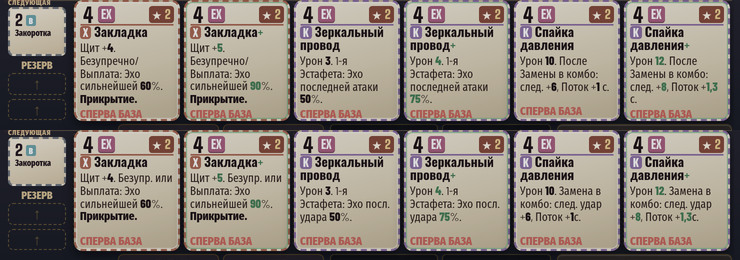 СЛЕДУЮЩАЯ
2 В
Закоротка
РЕЗЕРВ
↑
↑
4 EX ★ 2
X Закладка
Щит +4.
Безупречно/
Выплата: Эхо
сильнейшей 60%.
Прикрытие.
СПЕРВА БАЗА
4 EX ★ 2
X Закладка+
Щит +5.
Безупречно/
Выплата: Эхо
сильнейшей 90%.
Прикрытие.
СПЕРВА БАЗА
4 EX ★ 2
К Зеркальный
провод
Урон 3. 1-я
Эстафета: Эхо
последней атаки
50%.
СПЕРВА БАЗА
4 EX ★ 2
К Зеркальный
провод+
Урон 4. 1-я
Эстафета: Эхо
последней атаки
75%.
СПЕРВА БАЗА
4 EX ★ 2
К Спайка
давления
Урон 10. После
Замены в комбо:
след. +6, Поток +1 с.
СПЕРВА БАЗА
4 EX ★ 2
К Спайка
давления+
Урон 12. После
Замены в комбо:
след. +8, Поток +1,3
с.
СПЕРВА БАЗА
СЛЕДУЮЩАЯ
2 В
Закоротка
РЕЗЕРВ
↑
↑
4 EX ★ 2
X Закладка
Щит +4. Безупр. или
Выплата: Эхо
сильнейшей 60%.
Прикрытие.
СПЕРВА БАЗА
4 EX ★ 2
X Закладка+
Щит +5. Безупр. или
Выплата: Эхо
сильнейшей 90%.
Прикрытие.
СПЕРВА БАЗА
4 EX ★ 2
К Зеркальный
провод
Урон 3. 1-я
Эстафета: Эхо посл.
удара 50%.
СПЕРВА БАЗА
4 EX ★ 2
К Зеркальный
провод+
Урон 4. 1-я
Эстафета: Эхо посл.
удара 75%.
СПЕРВА БАЗА
4 EX ★ 2
К Спайка
давления
Урон 10. Замена в
комбо: след. удар
+6, Поток +1с.
СПЕРВА БАЗА
4 EX ★ 2
К Спайка
давления+
Урон 12. Замена в
комбо: след. удар
+8, Поток +1,3с.
СПЕРВА БАЗА